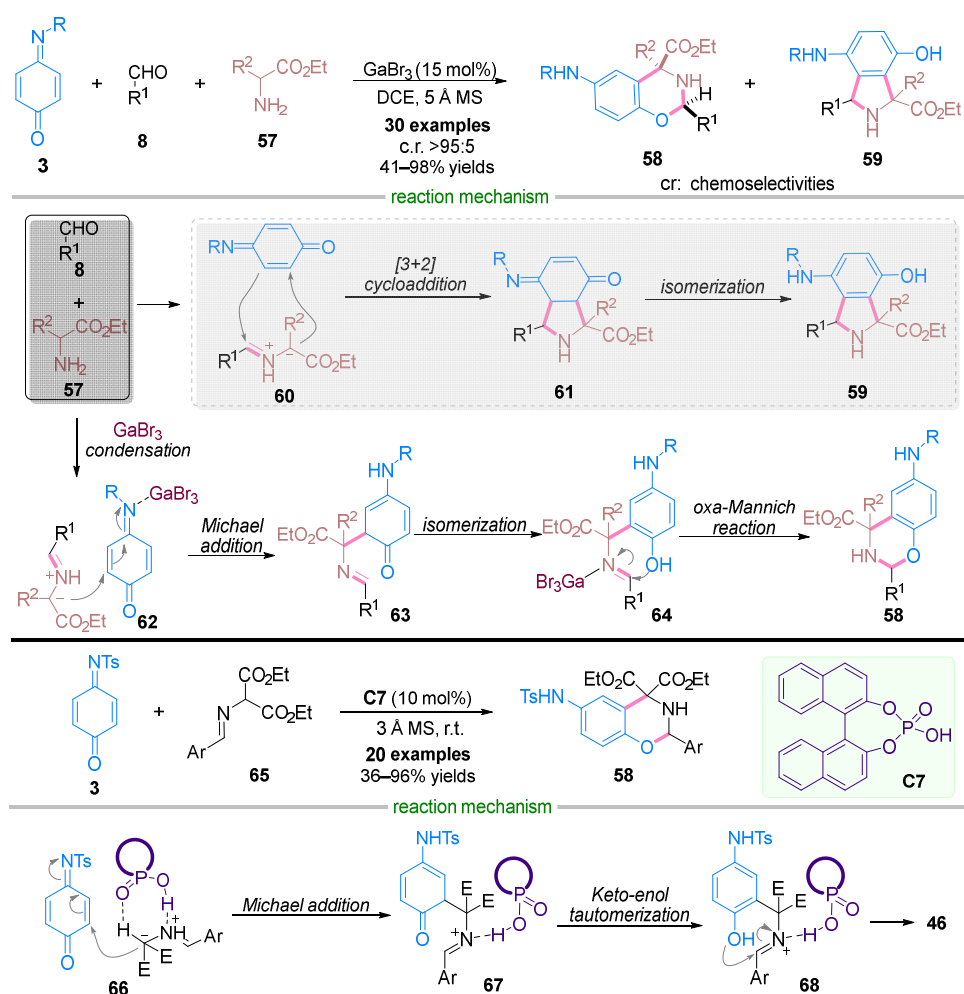 N
R
O
3
+
CHO
R1
8
+
R2
CO2Et
NH2
57
GaBr3 (15 mol%)
DCE, 5 Å MS
30 examples
c.r. >95:5
41–98% yields
RHN
R2
CO2Et
NH
H
O
R1
58
+
RHN
OH
R2
R1
N
H
CO2Et
59
cr: chemoselectivities
reaction mechanism
CHO
R1
8
+
R2
CO2Et
NH2
57
RN
O
R2
R1
+
N
H
–
CO2Et
60
[3+2]
cycloaddition
R
N
O
R2
R1
N
H
CO2Et
61
isomerization
R
HN
OH
R2
R1
N
H
CO2Et
59
GaBr3
condensation
R1
NH
+
R2
–
CO2Et
R
N
GaBr3
O
62
Michael
addition
R
HN
R2
EtO2C
N
O
R1
63
isomerization
R
HN
R2
EtO2C
N
OH
Br3Ga
R1
64
oxa-Mannich
reaction
R
HN
R2
EtO2C
HN
O
R1
58
NTs
O
3
+
CO2Et
N
CO2Et
Ar
65
C7 (10 mol%)
3 Å MS, r.t.
20 examples
36–96% yields
EtO2C
CO2Et
TsHN
NH
O
Ar
58
O
O
P
O
OH
C7
reaction mechanism
NTs
O
P
O
O
H
H
–
NH
+
Ar
E
E
66
Michael addition
NHTs
O
E
E
N
+
Ar
H
O
P
O
67
Keto-enol
tautomerization
NHTs
OH
E
E
N
+
Ar
H
O
P
O
68
46